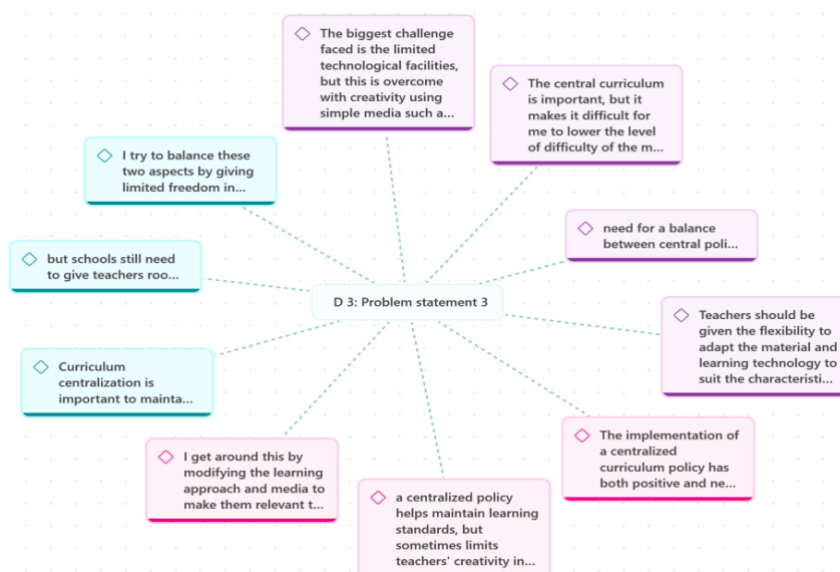 The biggest challenge
faced is the limited
technological facilities,
but this is overcome
with creativity using
simple media such a...
The central curriculum
is important, but it
makes it difficult for
me to lower the level
of difficulty of the m...
I try to balance these
two aspects by giving
limited freedom in...
need for a balance
between central poli...
but schools still need
to give teachers roo...
D 3: Problem statement 3
Teachers should be
given the flexibility to
adapt the material and
learning technology to
suit the characteristi...
Curriculum
centralization is
important to mainta...
The implementation of
a centralized
curriculum policy has
both positive and ne...
I get around this by
modifying the learning
approach and media to
make them relevant t...
a centralized policy
helps maintain learning
standards, but
sometimes limits
teachers' creativity in...